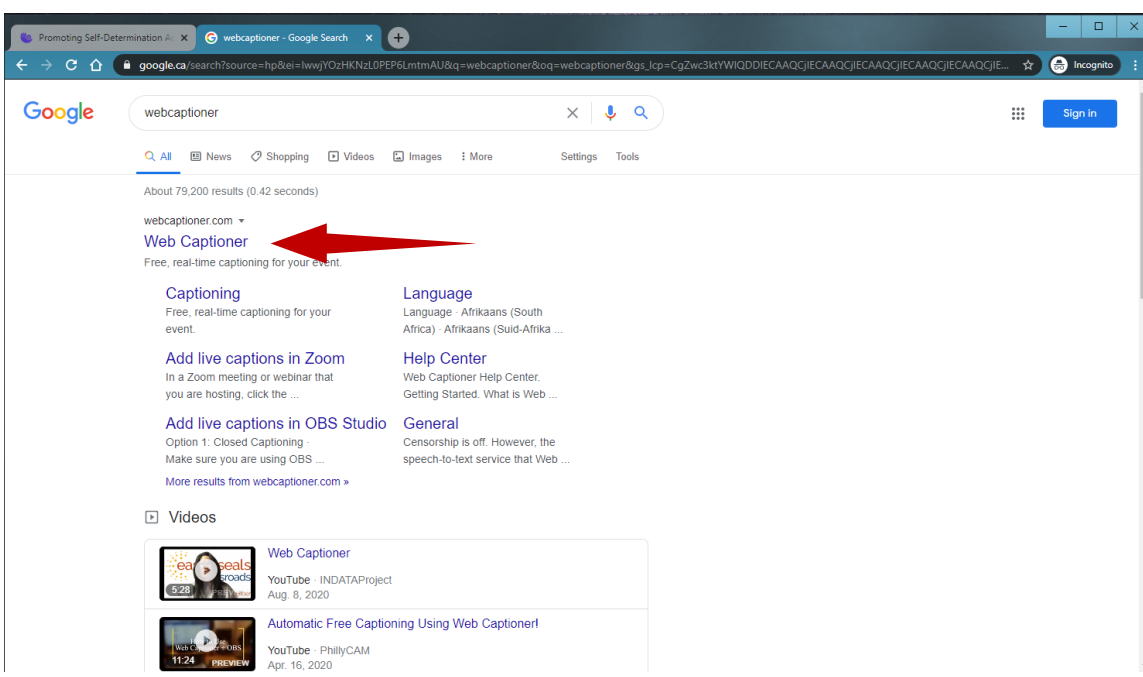 Promoting Self-Determination Ac
webcaptioner - Google Search
google.ca/search?source=hp&ei=IwwjYOzHKNzL0PEP6LmtmAU&q=webcaptioner&oq=webcaptioner&gs_lcp=CgZwc3ktYWIQDDIECAAQCjIECAAQCjIECAAQCjIECAAQCjIECAAQCjIE...
Incognito
Google
webcaptioner
Sign in
All News Shopping Videos Images More Settings Tools
About 79,200 results (0.42 seconds)
webcaptioner.com
Web Captioner
Free, real-time captioning for your event.
Captioning
Free, real-time captioning for your
event.
Language
Language · Afrikaans (South
Africa) · Afrikaans (Suid-Afrika ...
Add live captions in Zoom
In a Zoom meeting or webinar that
you are hosting, click the ...
Help Center
Web Captioner Help Center.
Getting Started. What is Web ...
Add live captions in OBS Studio
Option 1: Closed Captioning ·
Make sure you are using OBS ...
General
Censorship is off. However, the
speech-to-text service that Web ...
More results from webcaptioner.com »
Videos
5:28
Web Captioner
YouTube · INDATAProject
Aug. 8, 2020
Web Captioner + OBS
11:24
PREVIEW
Automatic Free Captioning Using Web Captioner!
YouTube · PhillyCAM
Apr. 16, 2020